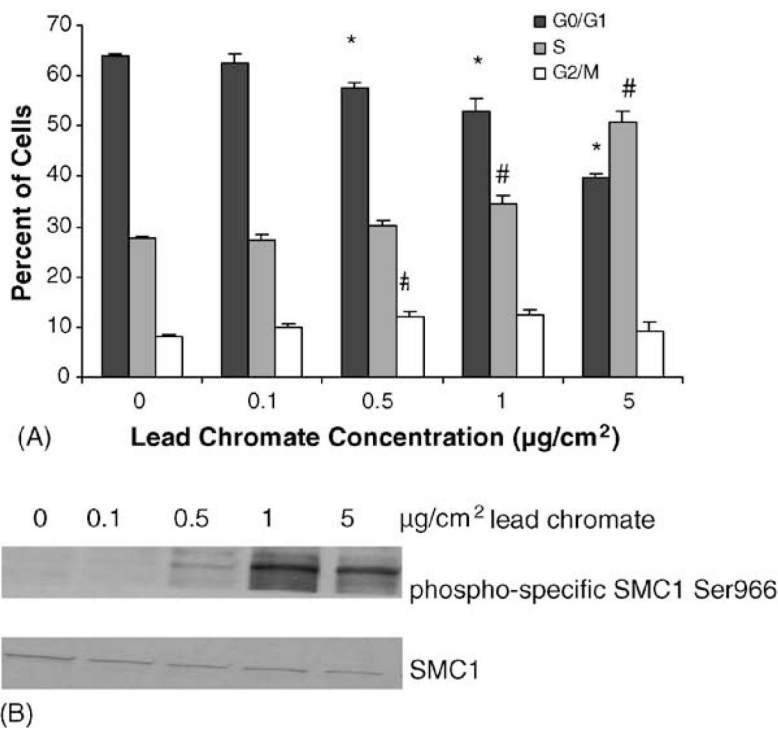 70
60
50
40
30
20
10
0
Percent of Cells
G0/G1
S
G2/M
*
*
*
#
#
#
0 0.1 0.5 1 5
(A) Lead Chromate Concentration (µg/cm²)
0 0.1 0.5 1 5 µg/cm² lead chromate
phospho-specific SMC1 Ser966
SMC1
(B)